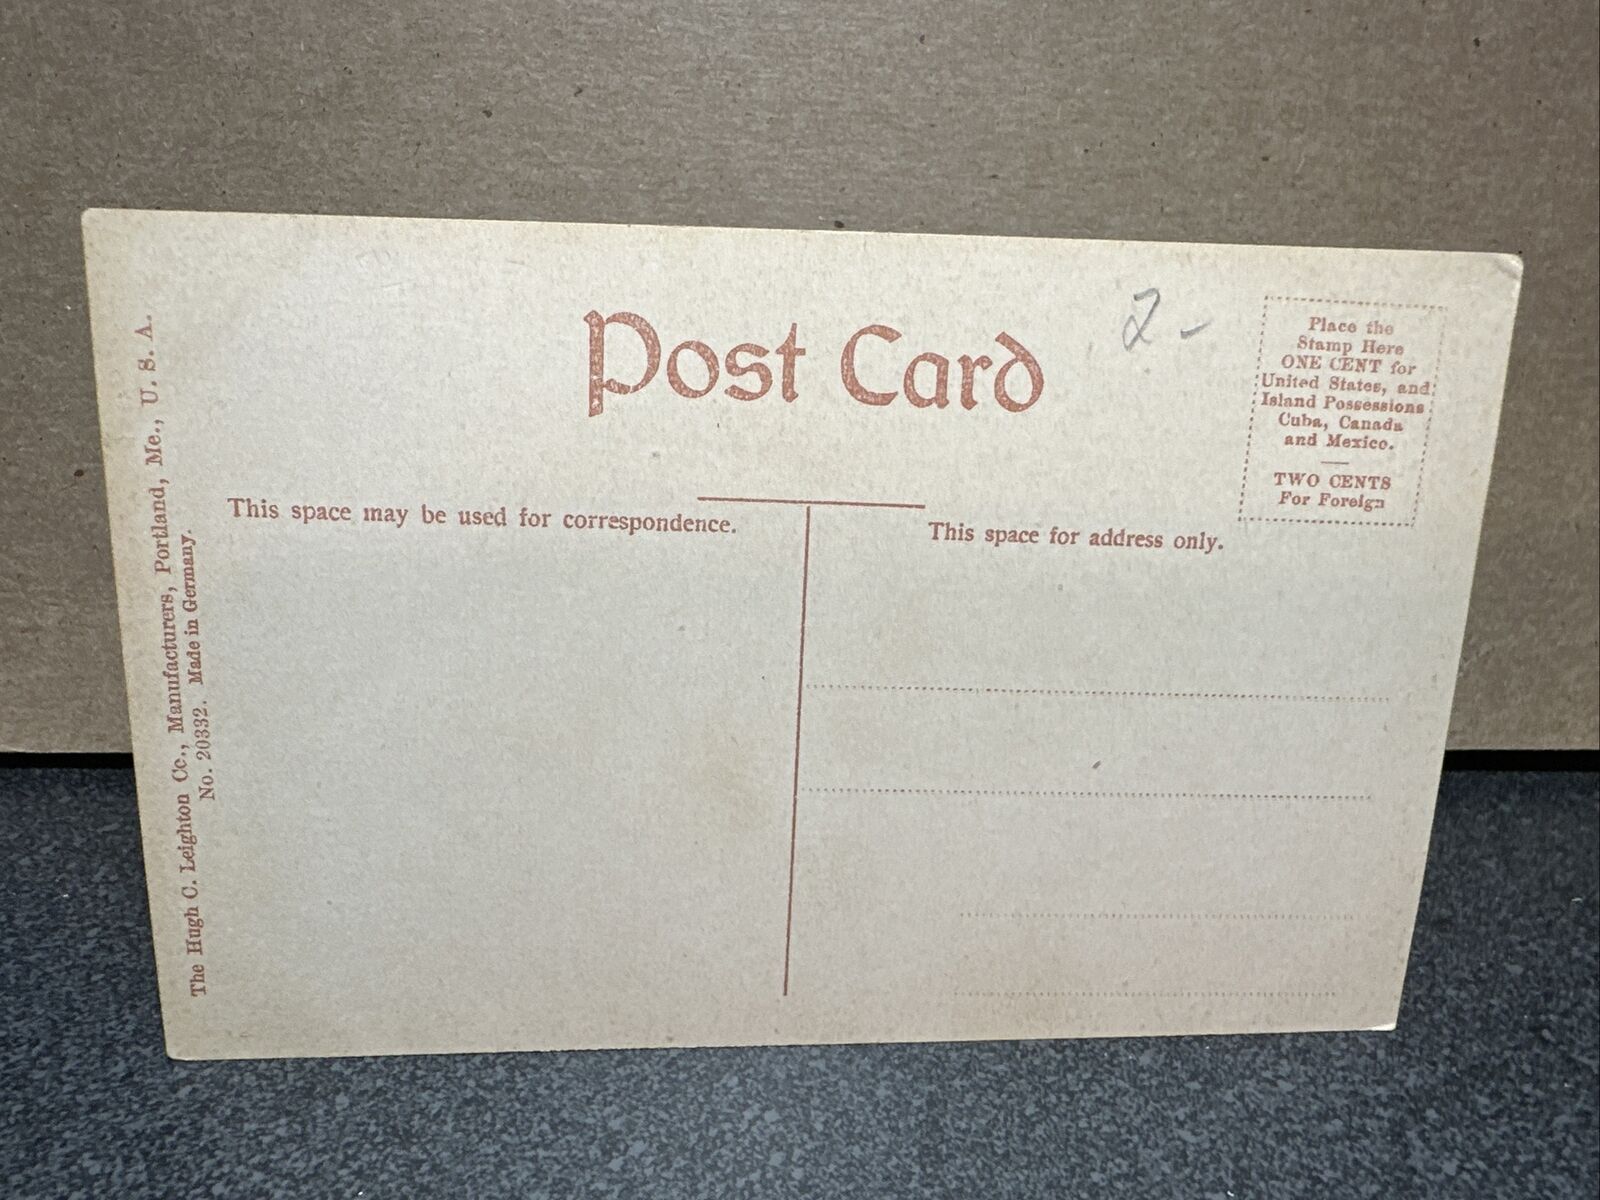 Post Card
2-
Place the
Stamp Here
ONE CENT for
United States, and
Island Possessions
Cuba, Canada
and Mexico.
TWO CENTS
For Foreign
This space may be used for correspondence.
This space for address only.
The Hugh C. Leighton Co., Manufacturers, Portland, Me., U. S. A.
No. 20332. Made in Germany.